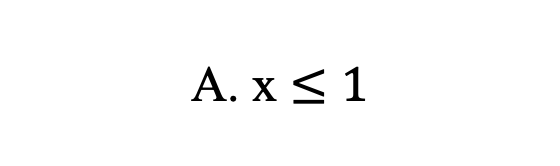 A. x ≤ 1